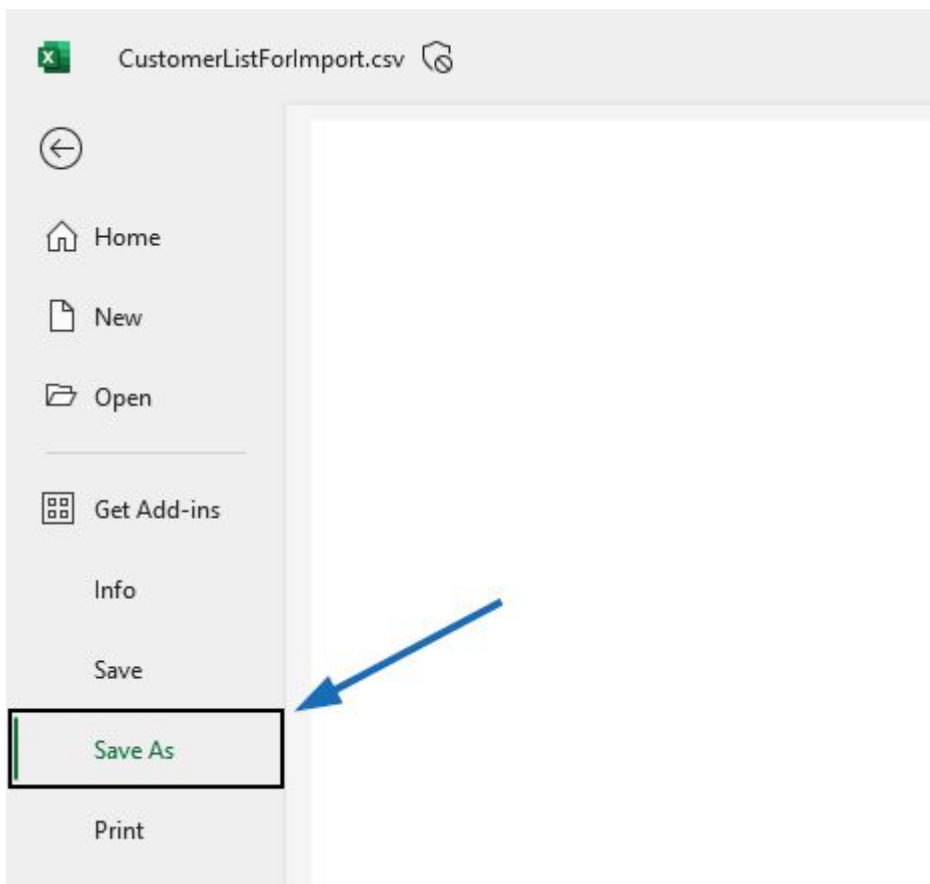 CustomerListForImport.csv
Home
New
Open
Get Add-ins
Info
Save
Save As
Print